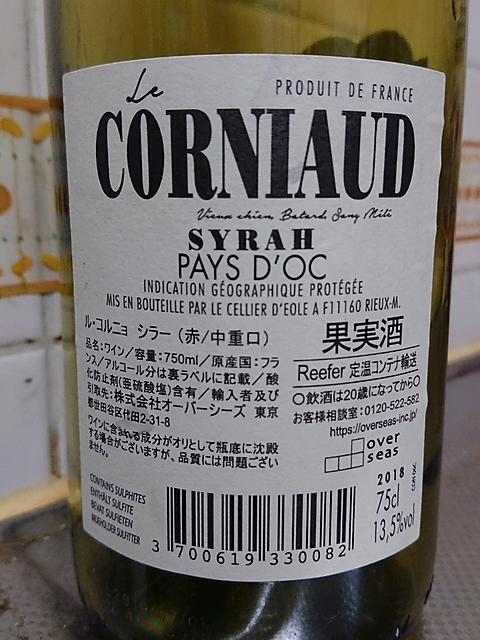 Le
PRODUIT DE FRANCE
CORNIAUD
Vieux chien, Batard, Sang Mêlé
SYRAH
PAYS D'OC
INDICATION GÉOGRAPHIQUE PROTÉGÉE
MIS EN BOUTEILLE PAR LE CELLIER D'EOLE A F11160 RIEUX-M.
ル・コルニョ シラー（赤/中重口）
品名:ワイン/容量:750ml/原産国:フラ
ンス/アルコール分は裏ラベルに記載/酸
化防止剤(亜硫酸塩)含有/輸入者及び
引取先:株式会社オーバーシーズ 東京
都世田谷区代田2-31-8
ワインに含まれる成分がオリとして瓶底に沈殿
する場合がございますが、品質には問題ござい
ません。
果実酒
Reefer 定温コンテナ輸送
○飲酒は20歳になってから○
お客様相談室:0120-522-582
https://overseas-inc.jp/
over
seas
CONTAINS SULPHITES
ENTHÄLT SULFITE
BEVAT SULFIETEN
INDEHOLDER SULFITTER
2018
75cl
13,5%vol
3 700619 330082